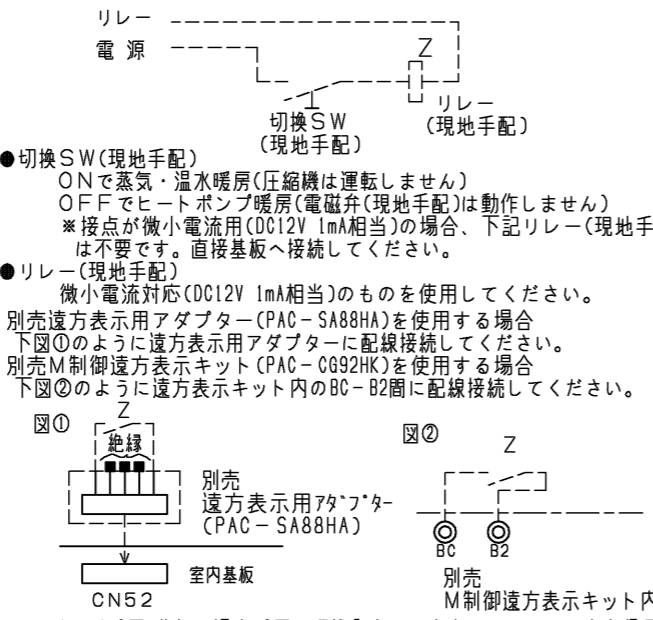 リレー
電 源
Z
リレー
(現地手配)
切換SW
(現地手配)
●切換SW(現地手配)
ONで蒸気・温水暖房(圧縮機は運転しません)
OFFでヒートポンプ暖房(電磁弁(現地手配)は動作しません)
※接点が微小電流用(DC12V 1mA相当)の場合、下記リレー(現地手
は不要です。直接基板へ接続してください。
●リレー(現地手配)
微小電流対応(DC12V 1mA相当)のものを使用してください。
別売遠方表示用アダプター(PAC-SA88HA)を使用する場合
下図①のように遠方表示用アダプターに配線接続してください。
別売M制御遠方表示キット(PAC-CG92HK)を使用する場合
下図②のように遠方表示キット内のBC-B2間に配線接続してください。
図①
Z
絶縁
別売
遠方表示用アダプター
(PAC-SA88HA)
室内基板
CN52
図②
Z
BC B2
別売
M制御遠方表示キット内